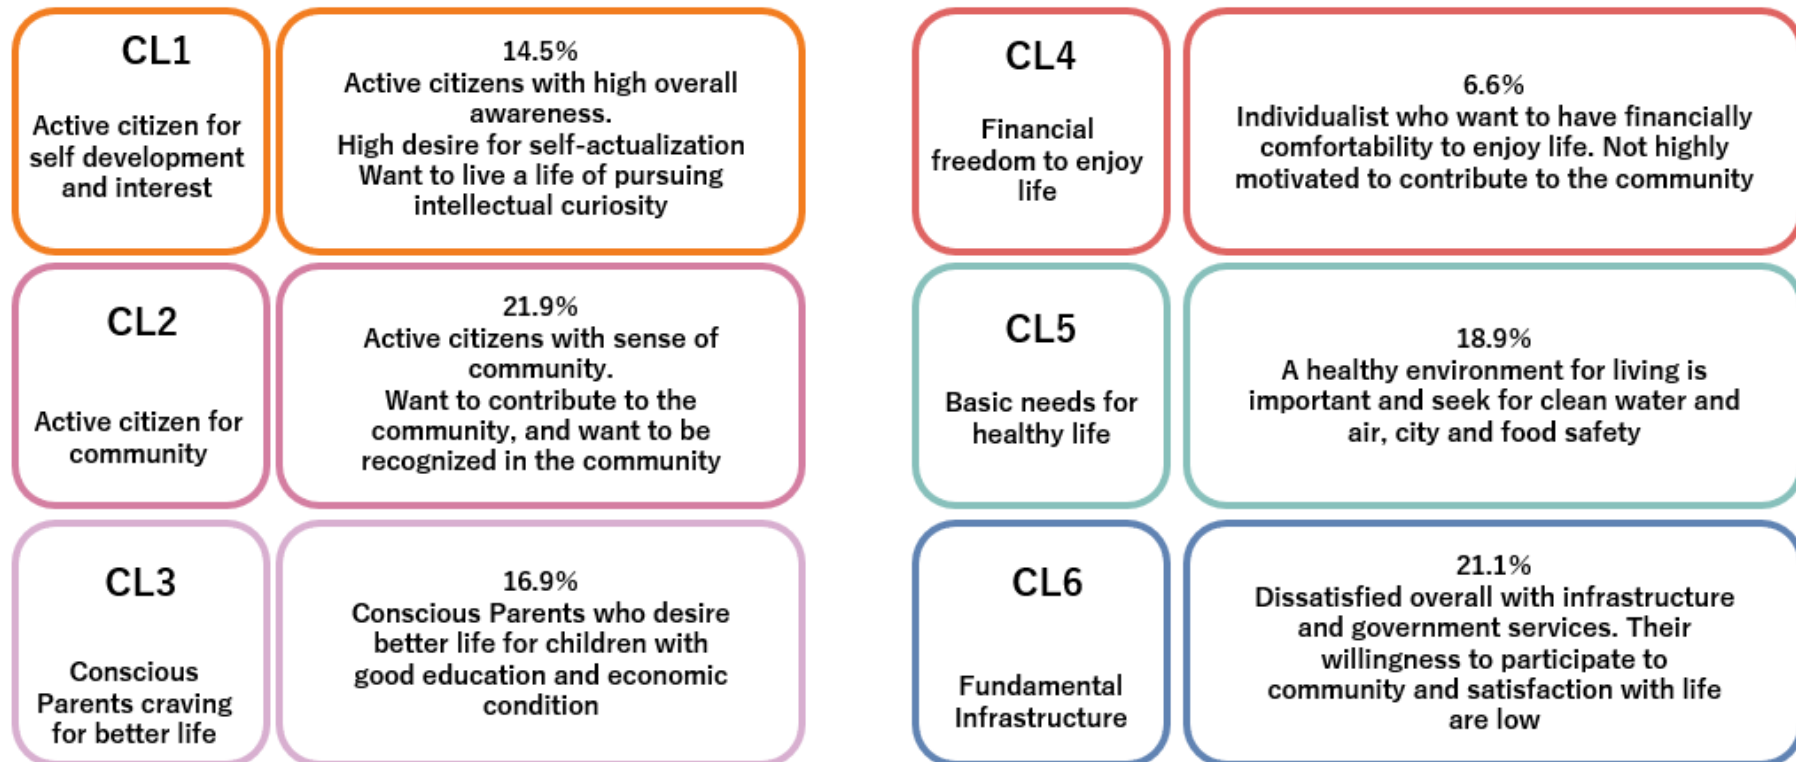 CL1
Active citizen for
self development
and interest
14.5%
Active citizens with high overall
awareness.
High desire for self-actualization
Want to live a life of pursuing
intellectual curiosity
CL2
Active citizen for
community
21.9%
Active citizens with sense of
community.
Want to contribute to the
community, and want to be
recognized in the community
CL3
Conscious
Parents craving
for better life
16.9%
Conscious Parents who desire
better life for children with
good education and economic
condition
CL4
Financial
freedom to enjoy
life
6.6%
Individualist who want to have financially
comfortability to enjoy life. Not highly
motivated to contribute to the community
CL5
Basic needs for
healthy life
18.9%
A healthy environment for living is
important and seek for clean water and
air, city and food safety
CL6
Fundamental
Infrastructure
21.1%
Dissatisfied overall with infrastructure
and government services. Their
willingness to participate to
community and satisfaction with life
are low